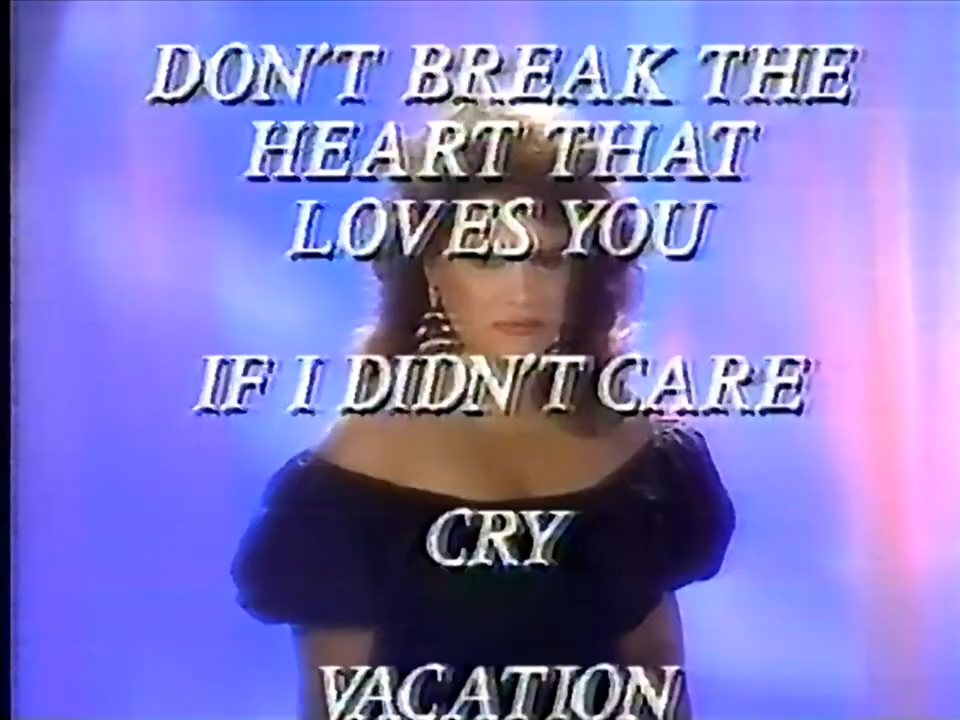 DON'T BREAK THE
HEART THAT
LOVES YOU
IF I DIDN'T CARE
CRY
VACATION